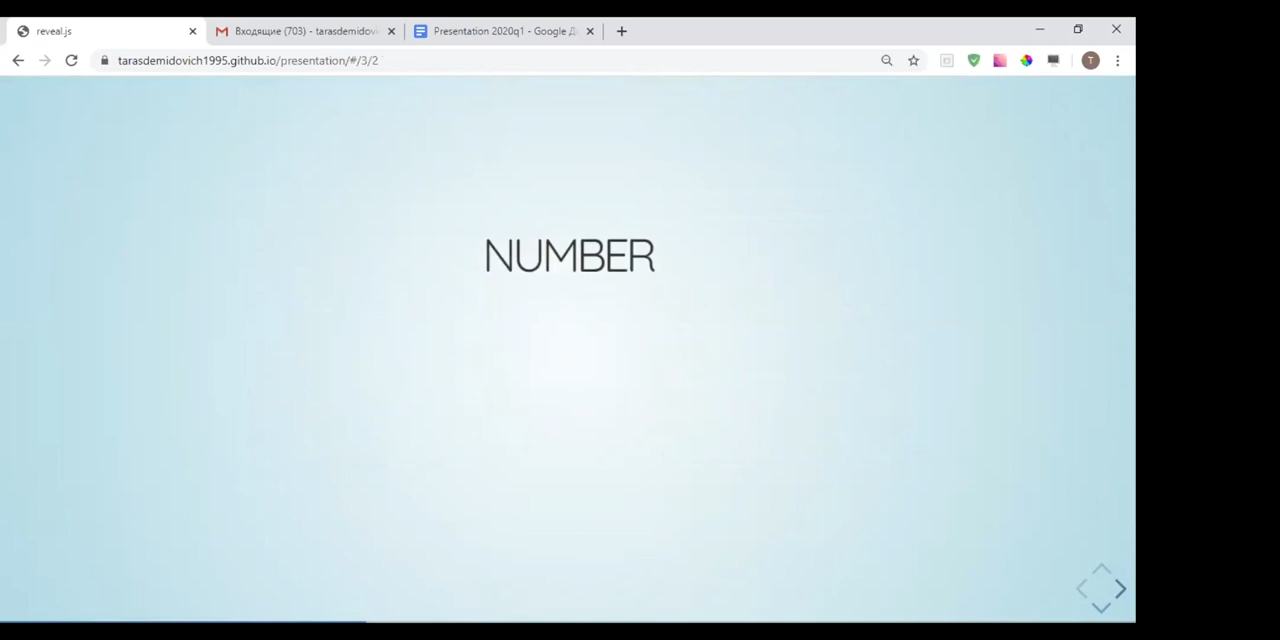 reveal.js
Входящие (703) - tarasdemidovi
Presentation 2020q1 - Google Д
tarasdemidovich1995.github.io/presentation/#/3/2
T
NUMBER